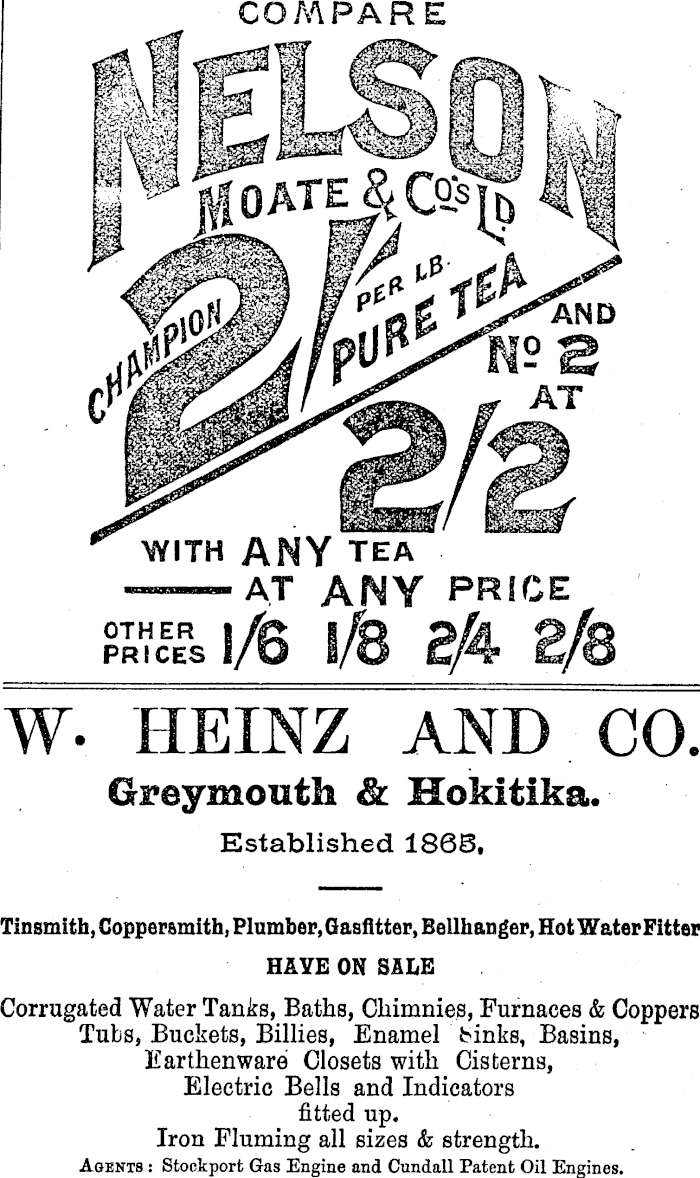 COMPARE
NELSON
MOATE & CO'S LD
CHAMPION 2/- PER LB.
PURE TEA
AND
No 2
AT
2/2
WITH ANY TEA
AT ANY PRICE
OTHER PRICES 1/6 1/8 2/4 2/8
W. HEINZ AND CO.
Greymouth & Hokitika.
Established 1865.
Tinsmith, Coppersmith, Plumber, Gasfitter, Bellhanger, Hot Water Fitter
HAVE ON SALE
Corrugated Water Tanks, Baths, Chimnies, Furnaces & Coppers
Tubs, Buckets, Billies, Enamel Sinks, Basins,
Earthenware Closets with Cisterns,
Electric Bells and Indicators
fitted up.
Iron Fluming all sizes & strength.
AGENTS: Stockport Gas Engine and Cundall Patent Oil Engines.